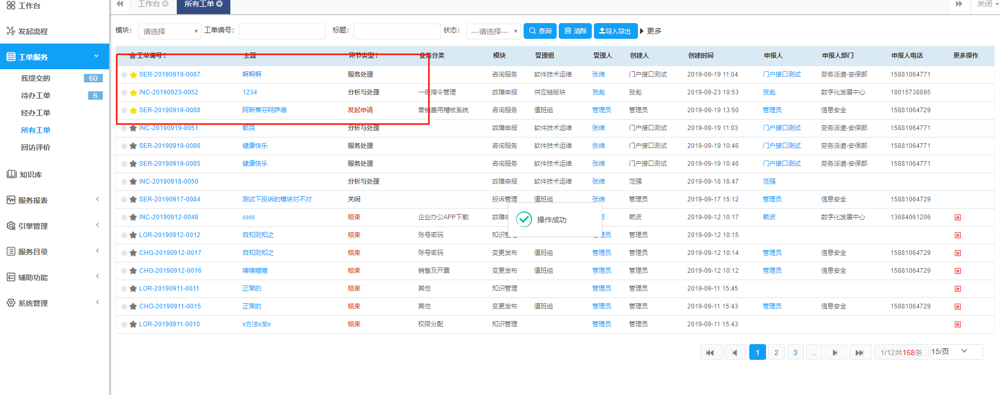 工作台
发起流程
工单服务
我提交的 60
待办工单 6
经办工单
所有工单
回访评价
知识库
服务报表
引擎管理
服务目录
辅助功能
系统管理
工作台 所有工单 关闭
模块: 请选择 工单编号: 标题: 状态: ---请选择--- 查询 清除 导入导出 更多
工单编号 主题 环节类型 业务分类 模块 受理组 受理人 创建人 创建时间 申报人 申报人部门 申报人电话 更多操作
SER-20190919-0087 啊啊啊 服务处理 咨询服务 软件技术运维 张维 门户接口测试 2019-09-19 11:04 门户接口测试 劳务派遣-安保部 15881064771
INC-20190923-0052 1234 分析与处理 一级指令管理 故障申报 供应链版块 贺彪 贺彪 2019-09-23 10:53 贺彪 数字化发展中心 18015738895
SER-20190919-0088 阿斯蒂芬阿萨德 发起申请 营销费用稽核系统 咨询服务 值班组 管理员 管理员 2019-09-19 13:50 管理员 信息安全 15881064729
INC-20190919-0051 都哭 分析与处理 故障申报 软件技术运维 张维 门户接口测试 2019-09-19 11:03 门户接口测试 劳务派遣-安保部 15881064771
SER-20190919-0086 健康快乐 服务处理 咨询服务 软件技术运维 张维 门户接口测试 2019-09-19 10:46 门户接口测试 劳务派遣-安保部 15881064771
SER-20190919-0085 健康快乐 服务处理 咨询服务 软件技术运维 张维 门户接口测试 2019-09-19 10:46 门户接口测试 劳务派遣-安保部 15881064771
INC-20190918-0050 分析与处理 故障申报 软件技术运维 张维 范强 2019-09-18 16:47 范强
SER-20190917-0084 测试下投诉的模块对不对 关闭 投诉管理 值班组 张维 管理员 2019-09-17 15:12 管理员 信息安全 15881064729
INC-20190912-0049 ssss 结束 企业办公APP下载 故障 波 赖波 2019-09-12 10:17 赖波 数字化发展中心 13684061206
操作成功
LOR-20190912-0012 自知则知之 结束 账号密码 知识管 管理员 管理员 2019-09-12 10:15
CHG-20190912-0017 自知则知之 结束 账号密码 变更发布 值班组 管理员 管理员 2019-09-12 10:14 管理员 信息安全 15881064729
CHG-20190912-0016 唛唛喳喳 结束 销售及开票 变更发布 值班组 管理员 管理员 2019-09-12 10:12 管理员 信息安全 15881064729
LOR-20190911-0011 正常的 结束 其他 知识管理 管理员 管理员 2019-09-11 15:45
CHG-20190911-0015 正常的 结束 其他 变更发布 值班组 管理员 管理员 2019-09-11 15:43 管理员 信息安全 15881064729
LOR-20190911-0010 v方法v发v 结束 权限分配 知识管理 管理员 管理员 2019-09-11 15:43
1 2 3 .. 1/12共168条 15/页